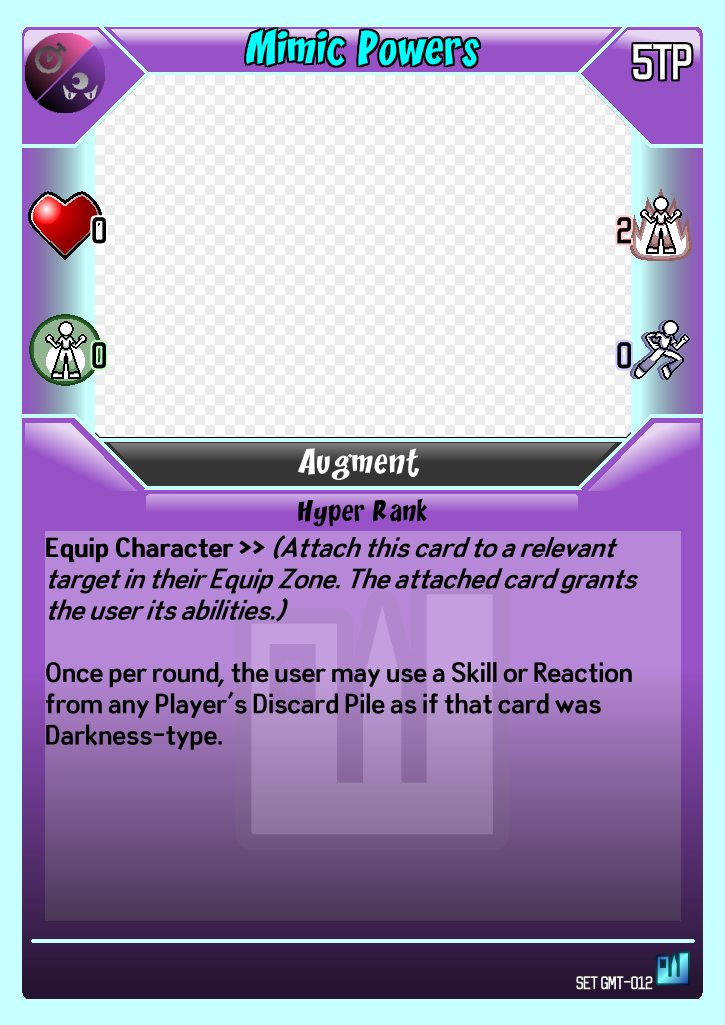 Mimic Powers
5TP
0
2
0
0
Augment
Hyper Rank
Equip Character >> (Attach this card to a relevant
target in their Equip Zone. The attached card grants
the user its abilities.)
Once per round, the user may use a Skill or Reaction
from any Player's Discard Pile as if that card was
Darkness-type.
SET GMT-012